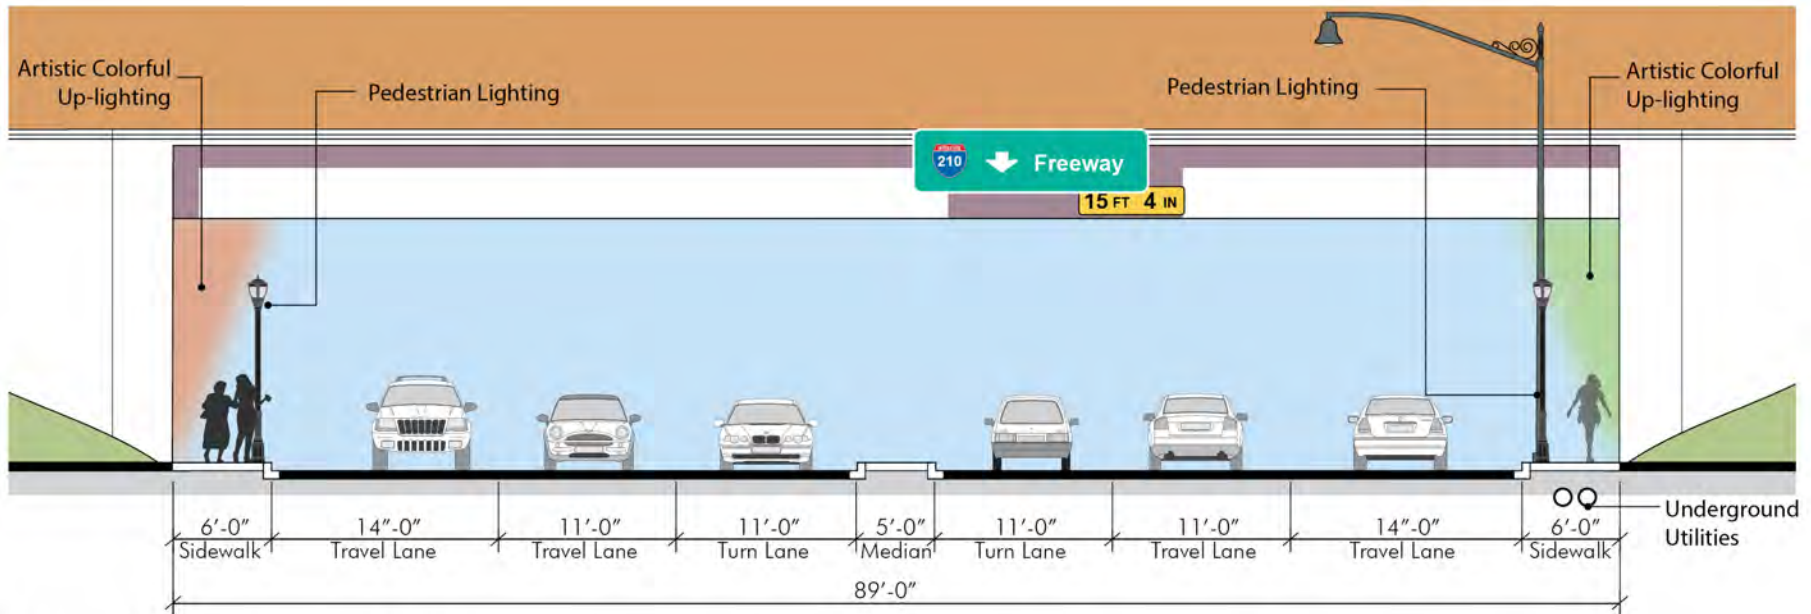 Artistic Colorful
Up-lighting
Pedestrian Lighting
Pedestrian Lighting
Artistic Colorful
Up-lighting
210
Freeway
15 FT 4 IN
6'-0"
14"-0"
11'-0"
11'-0"
5'-0"
11'-0"
11'-0"
14"-0"
6'-0"
Sidewalk
Travel Lane
Travel Lane
Turn Lane
Median
Turn Lane
Travel Lane
Travel Lane
Sidewalk
Underground
Utilities
89'-0"